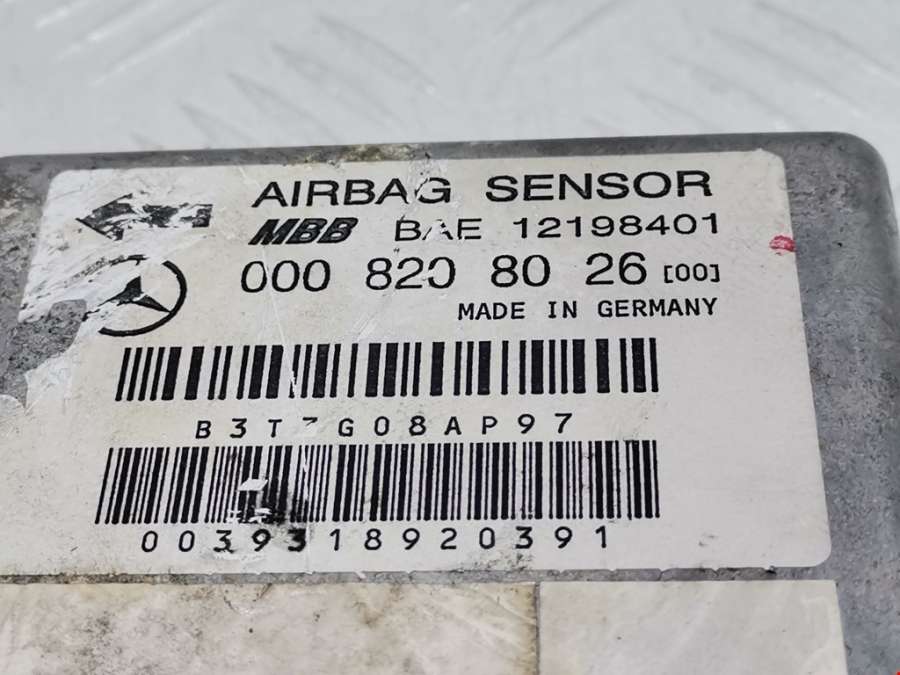 AIRBAG SENSOR
MBB BAE 12198401
000 820 80 26 [00]
MADE IN GERMANY
0039318920391